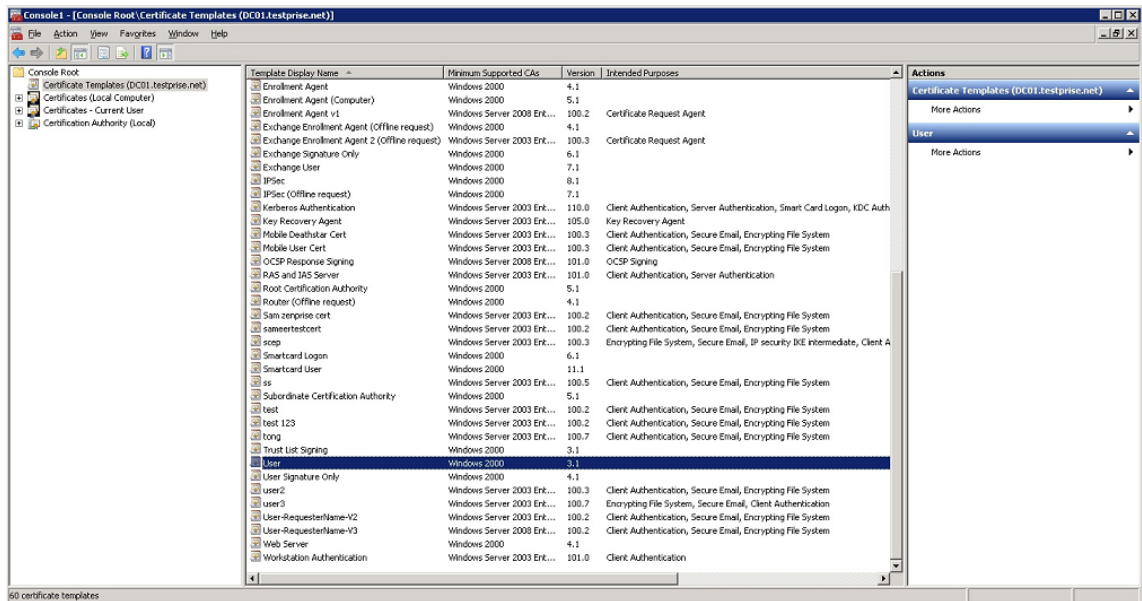 Console1 - [Console Root\Certificate Templates (DC01.testprise.net)]
File Action View Favorites Window Help
Console Root
Certificate Templates (DC01.testprise.net)
Certificates (Local Computer)
Certificates - Current User
Certification Authority (Local)
Template Display Name Minimum Supported CAs Version Intended Purposes
Enrollment Agent Windows 2000 4.1
Enrollment Agent (Computer) Windows 2000 5.1
Enrollment Agent v1 Windows Server 2008 Ent... 100.2 Certificate Request Agent
Exchange Enrollment Agent (Offline request) Windows 2000 4.1
Exchange Enrollment Agent 2 (Offline request) Windows Server 2003 Ent... 100.3 Certificate Request Agent
Exchange Signature Only Windows 2000 6.1
Exchange User Windows 2000 7.1
IPSec Windows 2000 8.1
IPSec (Offline request) Windows 2000 7.1
Kerberos Authentication Windows Server 2003 Ent... 110.0 Client Authentication, Server Authentication, Smart Card Logon, KDC Auth
Key Recovery Agent Windows Server 2003 Ent... 105.0 Key Recovery Agent
Mobile Deathstar Cert Windows Server 2003 Ent... 100.3 Client Authentication, Secure Email, Encrypting File System
Mobile User Cert Windows Server 2003 Ent... 100.3 Client Authentication, Secure Email, Encrypting File System
OCSP Response Signing Windows Server 2008 Ent... 101.0 OCSP Signing
RAS and IAS Server Windows Server 2003 Ent... 101.0 Client Authentication, Server Authentication
Root Certification Authority Windows 2000 5.1
Router (Offline request) Windows 2000 4.1
Sam zenprise cert Windows Server 2003 Ent... 100.2 Client Authentication, Secure Email, Encrypting File System
sameertestcert Windows Server 2003 Ent... 100.2 Client Authentication, Secure Email, Encrypting File System
scep Windows Server 2003 Ent... 100.3 Encrypting File System, Secure Email, IP security IKE intermediate, Client A
Smartcard Logon Windows 2000 6.1
Smartcard User Windows 2000 11.1
ss Windows Server 2003 Ent... 100.5 Client Authentication, Secure Email, Encrypting File System
Subordinate Certification Authority Windows 2000 5.1
test Windows Server 2003 Ent... 100.2 Client Authentication, Secure Email, Encrypting File System
test 123 Windows Server 2003 Ent... 100.2 Client Authentication, Secure Email, Encrypting File System
tong Windows Server 2003 Ent... 100.7 Client Authentication, Secure Email, Encrypting File System
Trust List Signing Windows 2000 3.1
User Windows 2000 3.1
User Signature Only Windows 2000 4.1
user2 Windows Server 2003 Ent... 100.3 Client Authentication, Secure Email, Encrypting File System
user3 Windows Server 2003 Ent... 100.7 Encrypting File System, Secure Email, Client Authentication
User-RequesterName-V2 Windows Server 2003 Ent... 100.2 Client Authentication, Secure Email, Encrypting File System
User-RequesterName-V3 Windows Server 2008 Ent... 100.2 Client Authentication, Secure Email, Encrypting File System
Web Server Windows 2000 4.1
Workstation Authentication Windows Server 2003 Ent... 101.0 Client Authentication
Actions
Certificate Templates (DC01.testprise.net)
More Actions
User
More Actions
60 certificate templates